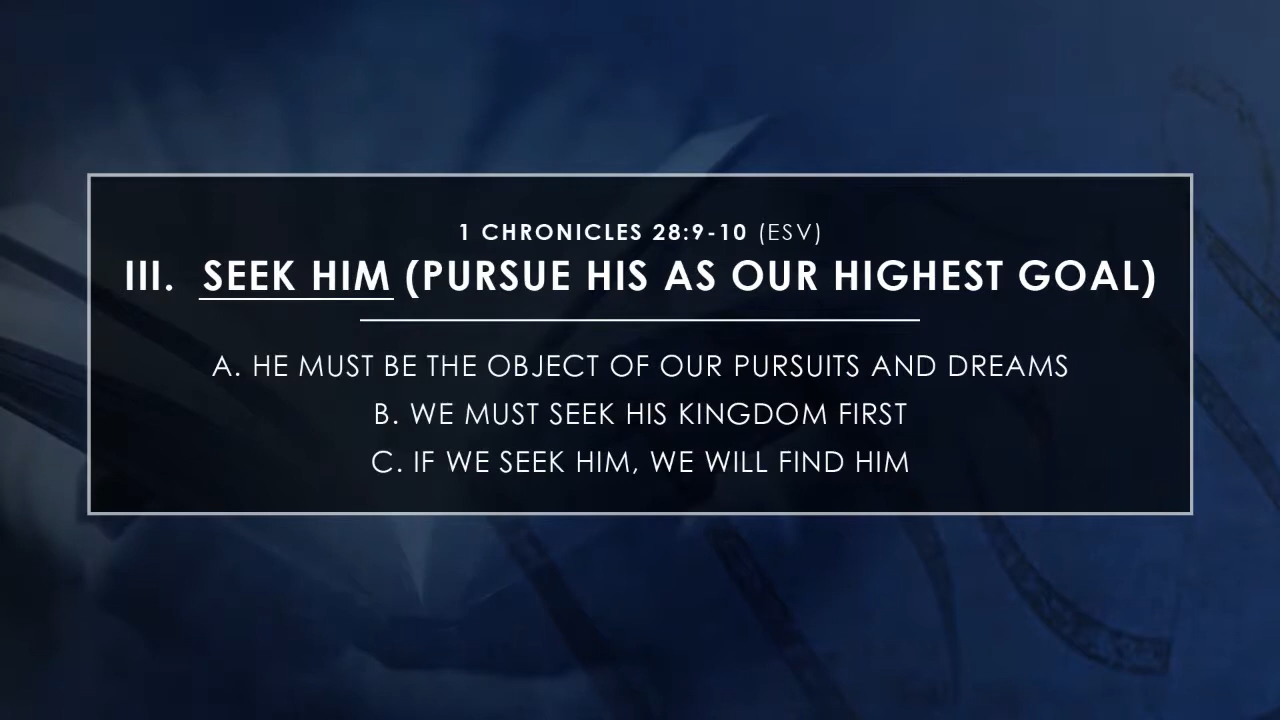 1 CHRONICLES 28:9-10 (ESV)
III. SEEK HIM (PURSUE HIS AS OUR HIGHEST GOAL)
A. HE MUST BE THE OBJECT OF OUR PURSUITS AND DREAMS
B. WE MUST SEEK HIS KINGDOM FIRST
C. IF WE SEEK HIM, WE WILL FIND HIM